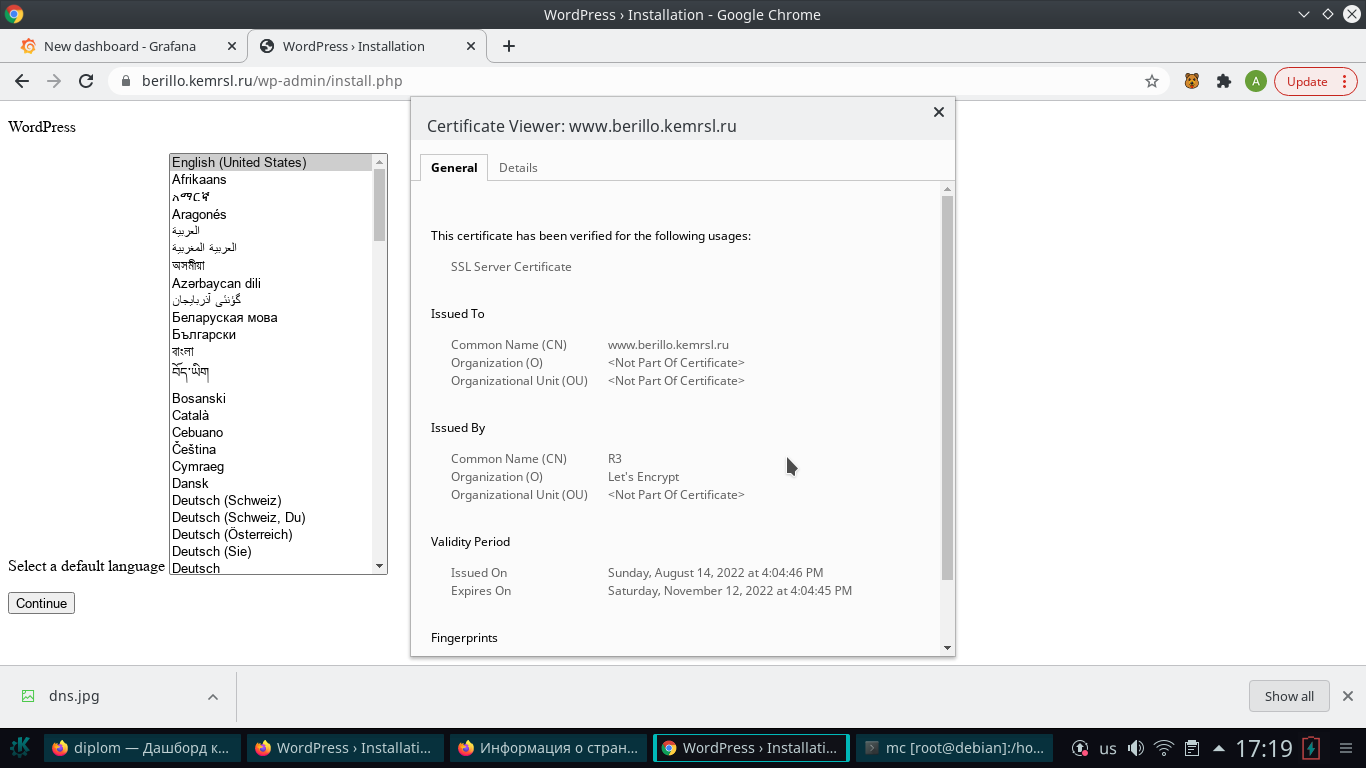 WordPress › Installation - Google Chrome
New dashboard - Grafana
WordPress › Installation
berillo.kemrsl.ru/wp-admin/install.php
A
Update
WordPress
English (United States)
Afrikaans
አማርኛ
Aragonés
العربية
العربية المغربية
অসমীয়া
Azərbaycan dili
گؤنئی آذربایجان
Беларуская мова
Български
বাংলা
བོད་ཡིག
Bosanski
Català
Cebuano
Čeština
Cymraeg
Dansk
Deutsch (Schweiz)
Deutsch (Schweiz, Du)
Deutsch (Österreich)
Deutsch (Sie)
Deutsch
Select a default language
Continue
Certificate Viewer: www.berillo.kemrsl.ru
General Details
This certificate has been verified for the following usages:
SSL Server Certificate
Issued To
Common Name (CN) www.berillo.kemrsl.ru
Organization (O) <Not Part Of Certificate>
Organizational Unit (OU) <Not Part Of Certificate>
Issued By
Common Name (CN) R3
Organization (O) Let's Encrypt
Organizational Unit (OU) <Not Part Of Certificate>
Validity Period
Issued On Sunday, August 14, 2022 at 4:04:46 PM
Expires On Saturday, November 12, 2022 at 4:04:45 PM
Fingerprints
dns.jpg
Show all
diplom — Дашборд к...
WordPress › Installati...
Информация о стран...
WordPress › Installati...
mc [root@debian]:/ho...
us
17:19